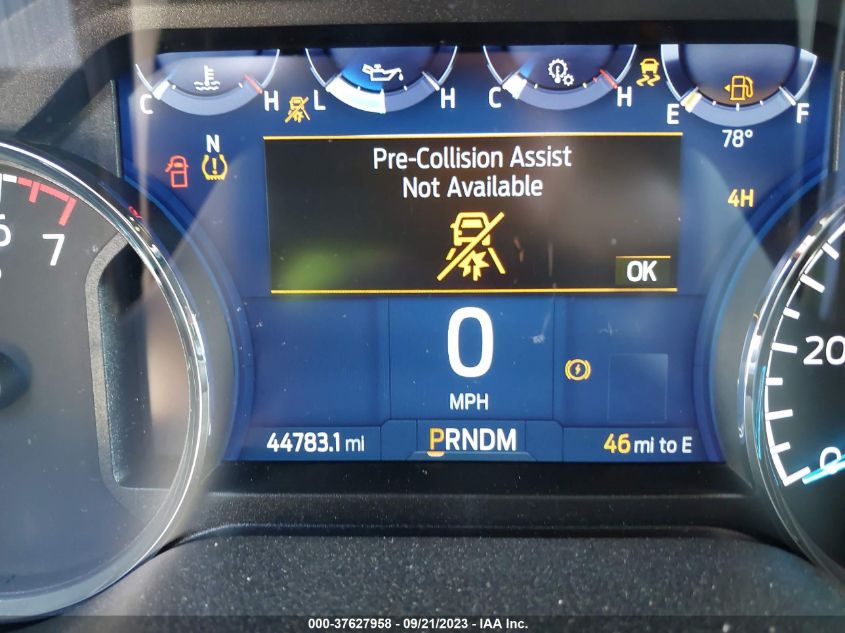 C H L H C H E F
78°
N
4H
Pre-Collision Assist
Not Available
OK
7
0
MPH
20
0
44783.1 mi
PRNDM
46 mi to E
000-37627958 - 09/21/2023 - IAA Inc.